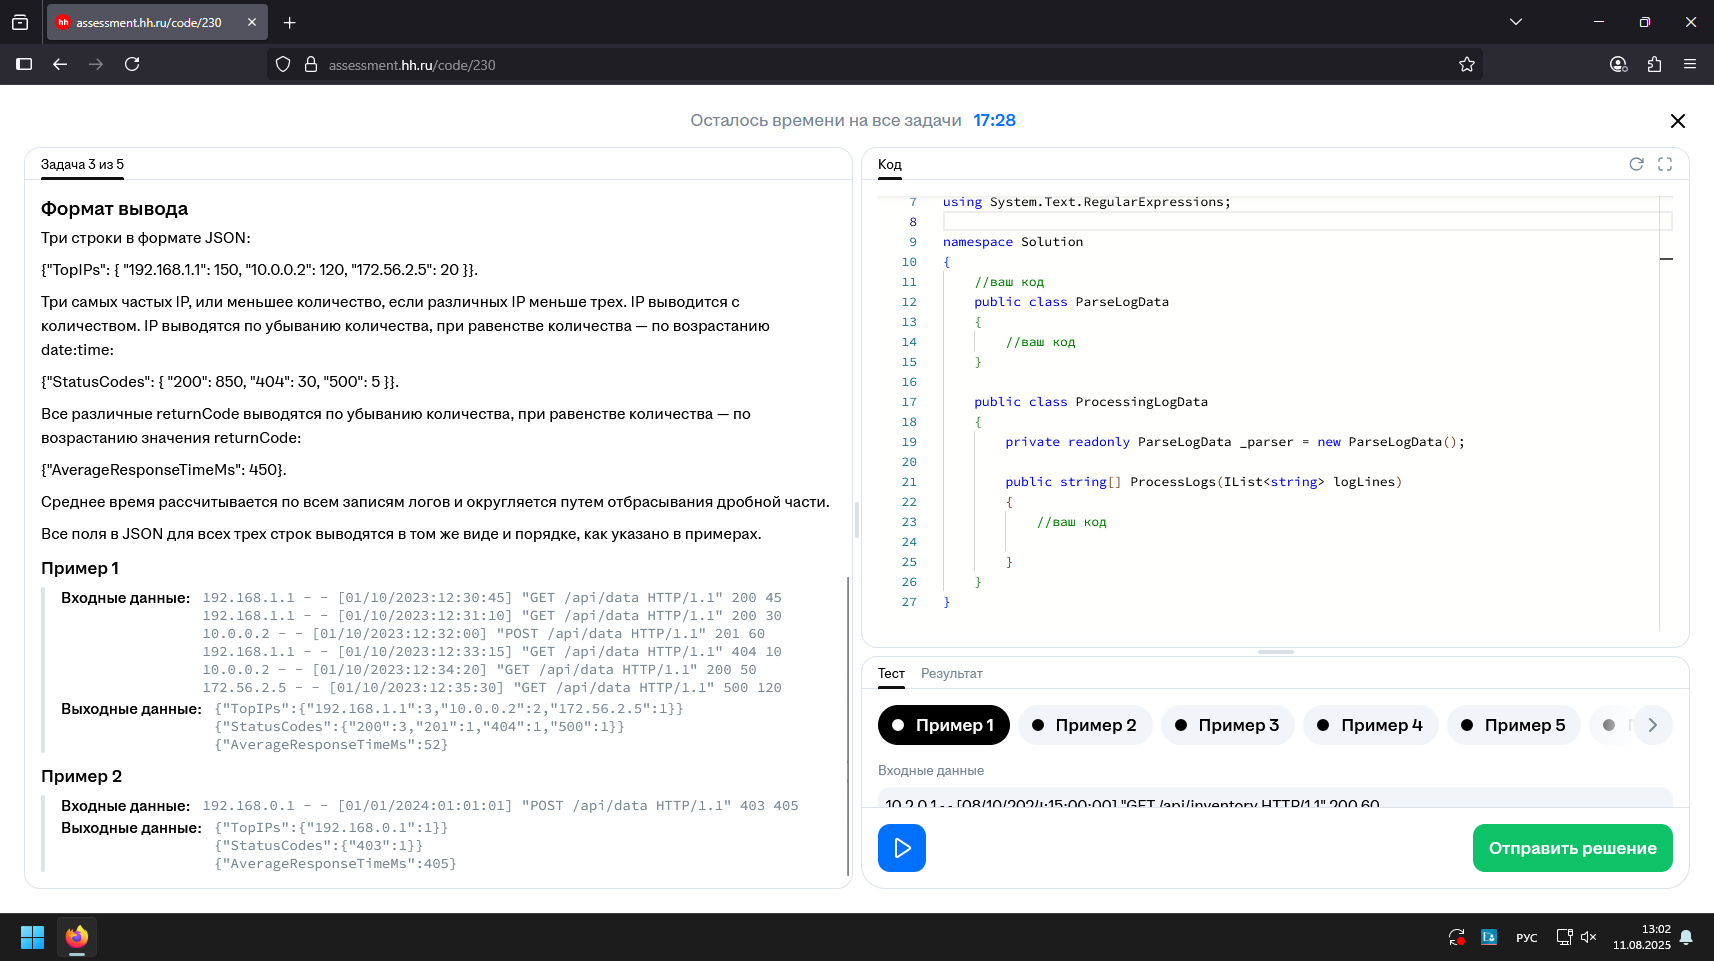 assessment.hh.ru/code/230
assessment.hh.ru/code/230
Осталось времени на все задачи 17:28
Задача 3 из 5
Формат вывода
Три строки в формате JSON:
{"TopIPs": { "192.168.1.1": 150, "10.0.0.2": 120, "172.56.2.5": 20 }}.
Три самых частых IP, или меньшее количество, если различных IP меньше трех. IP выводится с
количеством. IP выводятся по убыванию количества, при равенстве количества — по возрастанию
date:time:
{"StatusCodes": { "200": 850, "404": 30, "500": 5 }}.
Все различные returnCode выводятся по убыванию количества, при равенстве количества — по
возрастанию значения returnCode:
{"AverageResponseTimeMs": 450}.
Среднее время рассчитывается по всем записям логов и округляется путем отбрасывания дробной части.
Все поля в JSON для всех трех строк выводятся в том же виде и порядке, как указано в примерах.
Пример 1
Входные данные: 192.168.1.1 - - [01/10/2023:12:30:45] "GET /api/data HTTP/1.1" 200 45
192.168.1.1 - - [01/10/2023:12:31:10] "GET /api/data HTTP/1.1" 200 30
10.0.0.2 - - [01/10/2023:12:32:00] "POST /api/data HTTP/1.1" 201 60
192.168.1.1 - - [01/10/2023:12:33:15] "GET /api/data HTTP/1.1" 404 10
10.0.0.2 - - [01/10/2023:12:34:20] "GET /api/data HTTP/1.1" 200 50
172.56.2.5 - - [01/10/2023:12:35:30] "GET /api/data HTTP/1.1" 500 120
Выходные данные: {"TopIPs":{"192.168.1.1":3,"10.0.0.2":2,"172.56.2.5":1}}
{"StatusCodes":{"200":3,"201":1,"404":1,"500":1}}
{"AverageResponseTimeMs":52}
Пример 2
Входные данные: 192.168.0.1 - - [01/01/2024:01:01:01] "POST /api/data HTTP/1.1" 403 405
Выходные данные: {"TopIPs":{"192.168.0.1":1}}
{"StatusCodes":{"403":1}}
{"AverageResponseTimeMs":405}
Код
7 using System.Text.RegularExpressions;
8
9 namespace Solution
10 {
11 //ваш код
12 public class ParseLogData
13 {
14 //ваш код
15 }
16
17 public class ProcessingLogData
18 {
19 private readonly ParseLogData _parser = new ParseLogData();
20
21 public string[] ProcessLogs(IList<string> logLines)
22 {
23 //ваш код
24
25 }
26 }
27 }
Тест Результат
Пример 1 Пример 2 Пример 3 Пример 4 Пример 5
Входные данные
10.2.0.1 - - [08/10/2024:15:00:00] "GET /api/inventory HTTP/1.1" 200 60
Отправить решение
РУС
13:02
11.08.2025